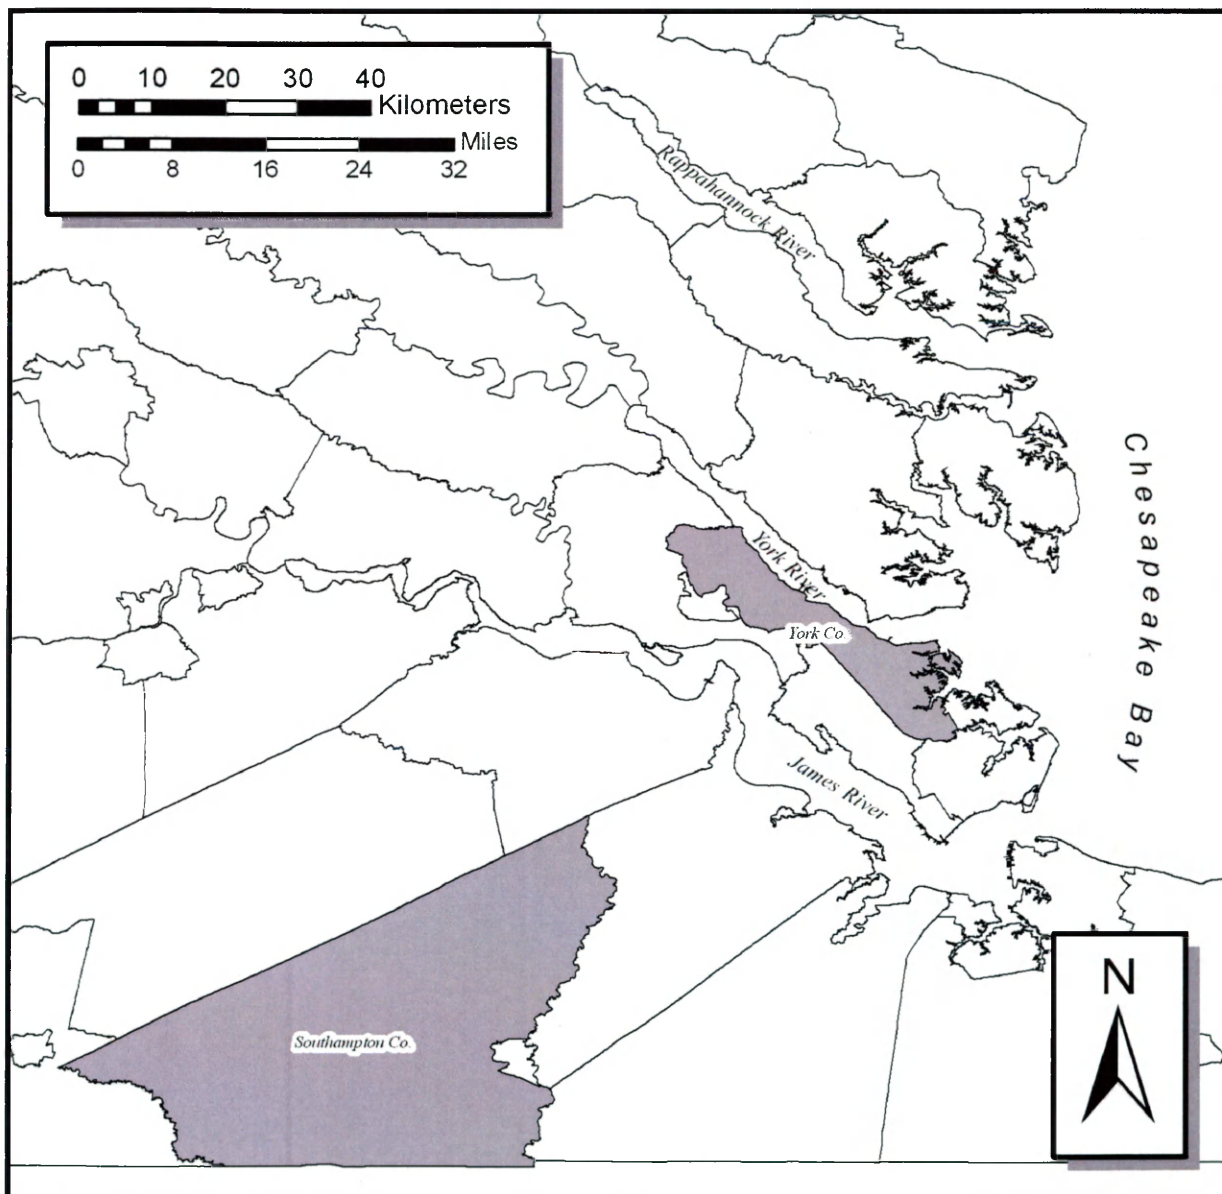 0 10 20 30 40
Kilometers
Miles
0 8 16 24 32
Rappahannock River
York River
York Co.
Chesapeake Bay
James River
Southampton Co.
N